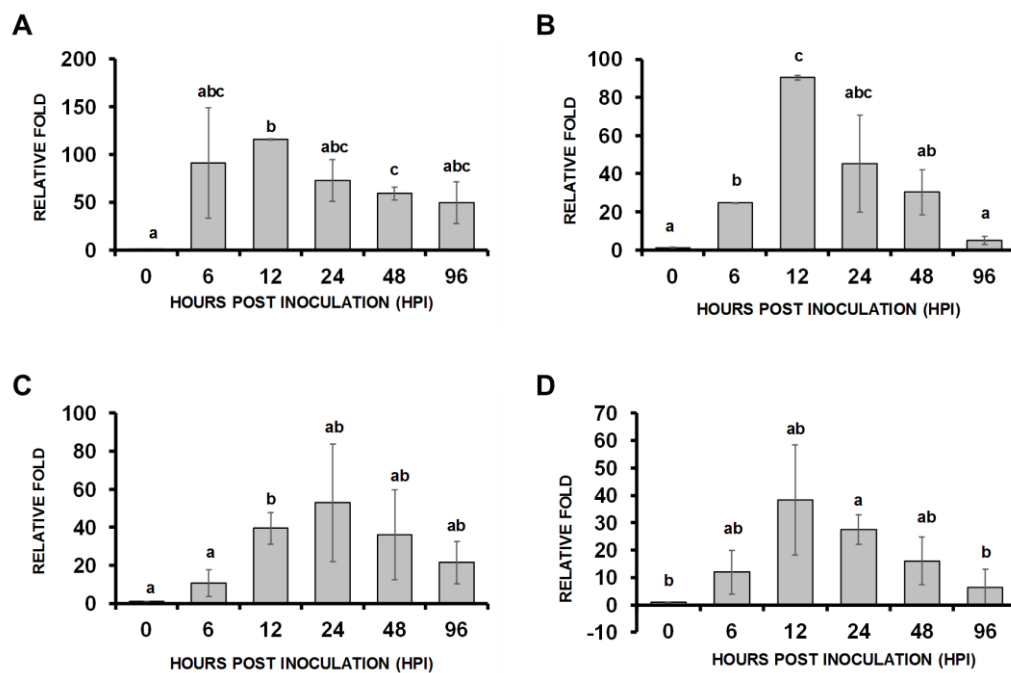 A
RELATIVE FOLD
200
150
100
50
0
a
abc
b
abc
c
abc
0 6 12 24 48 96
HOURS POST INOCULATION (HPI)
B
RELATIVE FOLD
100
80
60
40
20
0
a
b
c
abc
ab
a
0 6 12 24 48 96
HOURS POST INOCULATION (HPI)
C
RELATIVE FOLD
100
80
60
40
20
0
a
a
b
ab
ab
ab
0 6 12 24 48 96
HOURS POST INOCULATION (HPI)
D
RELATIVE FOLD
70
60
50
40
30
20
10
0
-10
b
ab
ab
a
ab
b
0 6 12 24 48 96
HOURS POST INOCULATION (HPI)